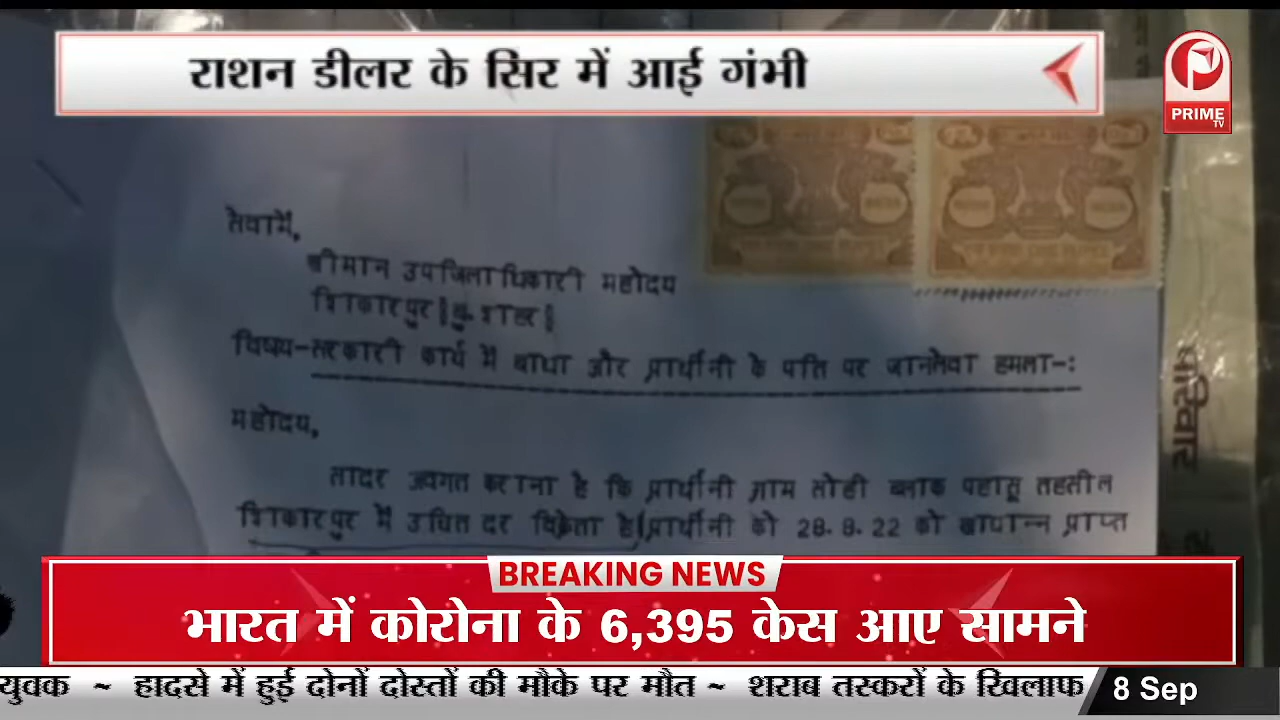 राशन डीलर के सिर में आई गंभी
PRIME
TV
सेवामें,
श्रीमान उपजिलाधिकारी महोदय
शिकारपुर
विषय-सरकारी कार्य में बाधा और प्रार्थीनी के पति पर जानलेवा हमला-:
महोदय,
सादर अवगत कराना है कि प्रार्थीनी ग्राम लोही ब्लाक पहासू तहसील
शिकारपुर में उचित दर विक्रेता है। प्रार्थीनी को 28.8.22 को खाधान्न प्राप्त
परिवार
BREAKING NEWS
भारत में कोरोना के 6,395 केस आए सामने
युवक ~ हादसे में हुई दोनों दोस्तों की मौके पर मौत ~ शराब तस्करों के खिलाफ
8 Sep